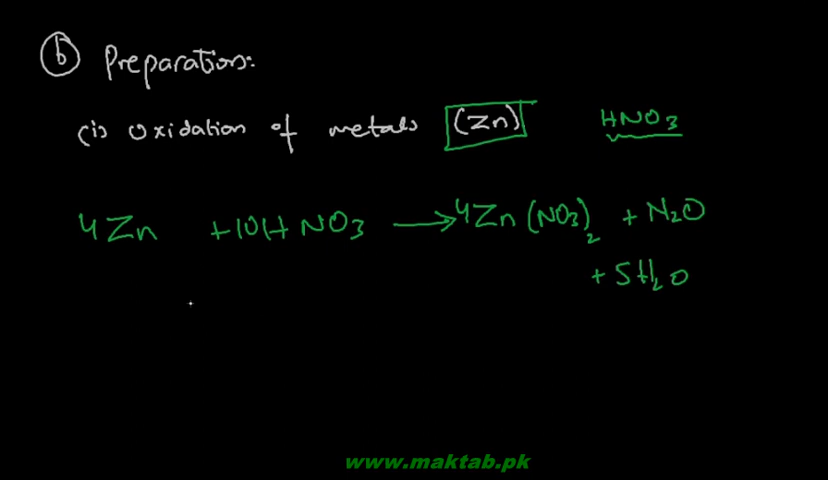 (b) Preparation:
(i) Oxidation of metals (Zn) HNO3
4Zn +10HNO3 → 4Zn(NO3)2 + N2O
+ 5H2O
www.maktab.pk